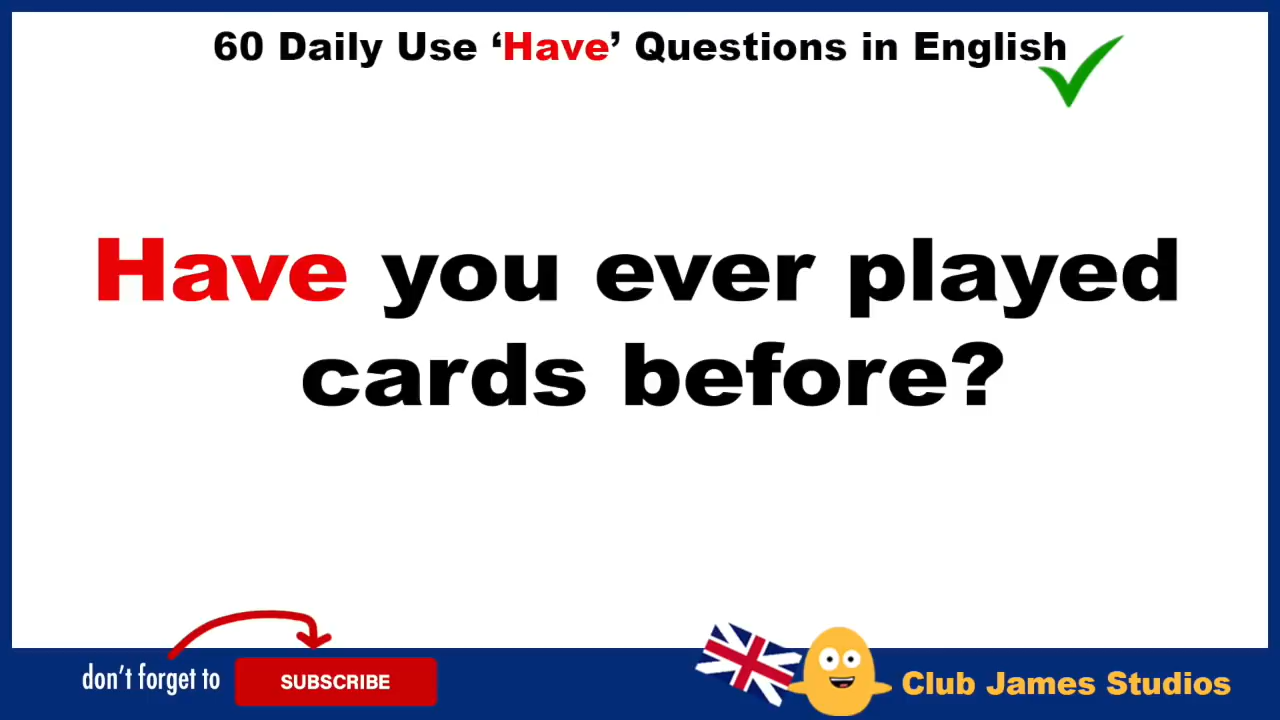 60 Daily Use ‘Have’ Questions in English
Have you ever played
cards before?
don't forget to
SUBSCRIBE
Club James Studios